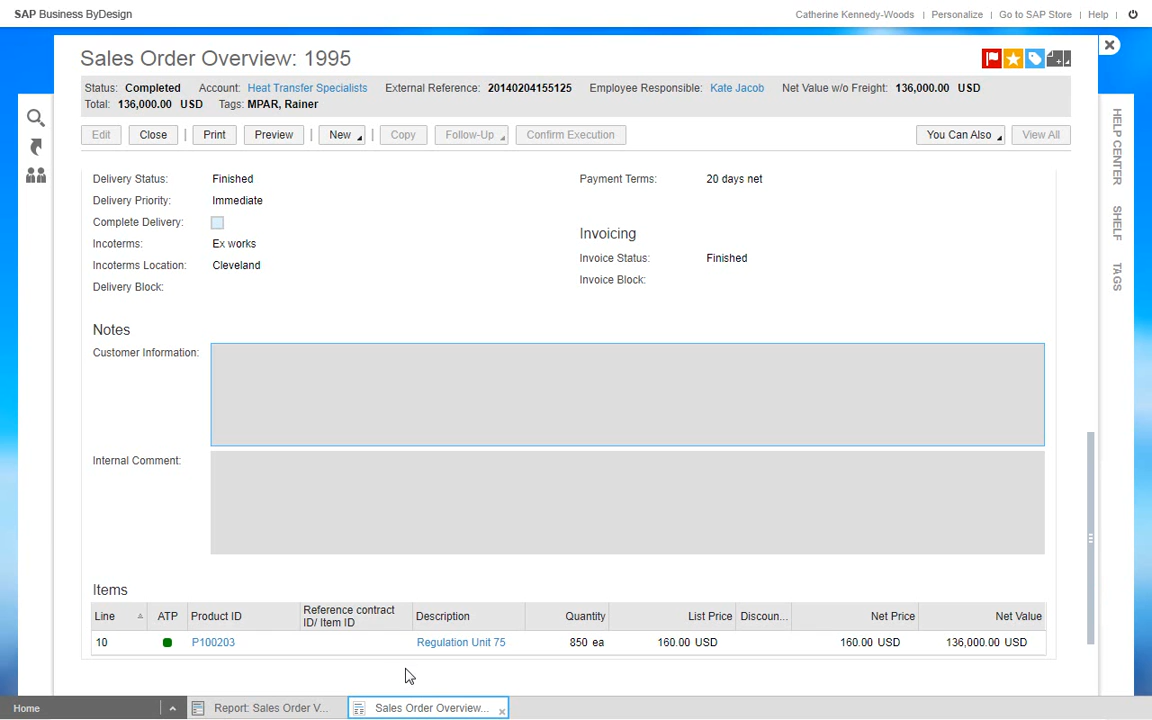 SAP Business ByDesign
Catherine Kennedy-Woods | Personalize | Go to SAP Store | Help |
Sales Order Overview: 1995
Status: Completed Account: Heat Transfer Specialists External Reference: 20140204155125 Employee Responsible: Kate Jacob Net Value w/o Freight: 136,000.00 USD
Total: 136,000.00 USD Tags: MPAR, Rainer
Edit Close | Print Preview | New | Copy Follow-Up Confirm Execution You Can Also View All
HELP CENTER
SHELF
TAGS
Delivery Status: Finished Payment Terms: 20 days net
Delivery Priority: Immediate
Complete Delivery:
Invoicing
Incoterms: Ex works
Invoice Status: Finished
Incoterms Location: Cleveland
Invoice Block:
Delivery Block:
Notes
Customer Information:
Internal Comment:
Items
Line ATP Product ID Reference contract ID/ Item ID Description Quantity List Price Discoun... Net Price Net Value
10 P100203 Regulation Unit 75 850 ea 160.00 USD 160.00 USD 136,000.00 USD
Home Report: Sales Order V... Sales Order Overview...